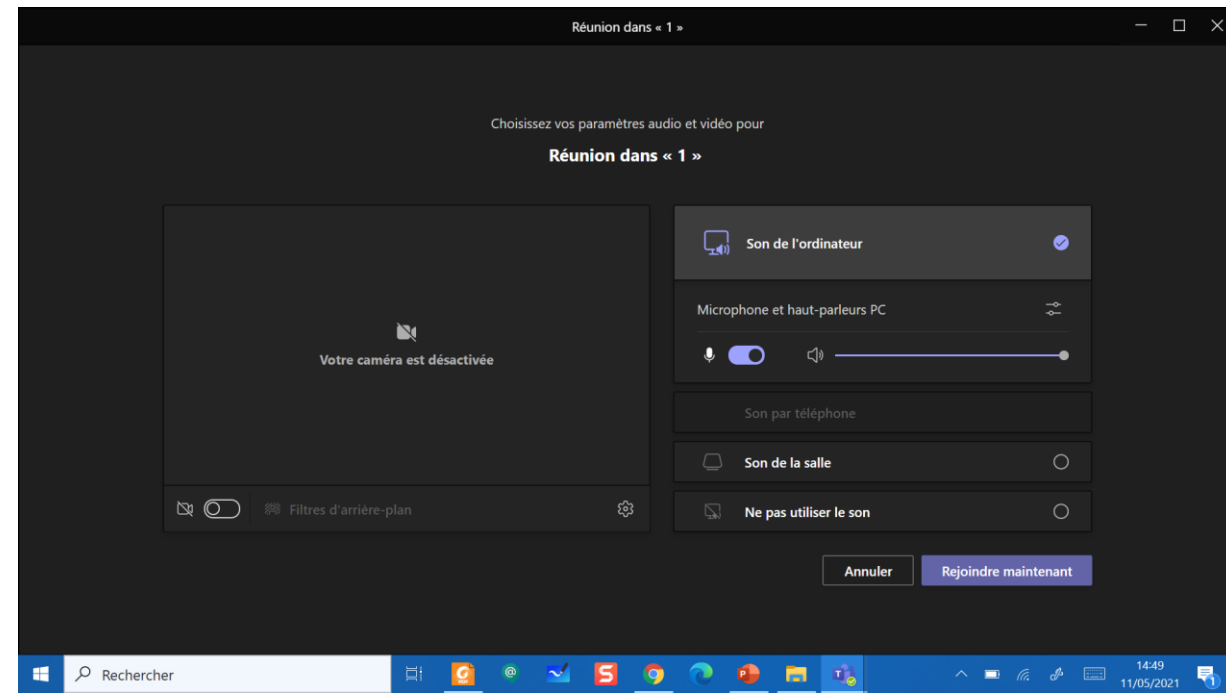 Réunion dans « 1 »
Choisissez vos paramètres audio et vidéo pour
Réunion dans « 1 »
Votre caméra est désactivée
Filtres d'arrière-plan
Son de l'ordinateur
Microphone et haut-parleurs PC
Son par téléphone
Son de la salle
Ne pas utiliser le son
Annuler
Rejoindre maintenant
Rechercher
14:49
11/05/2021